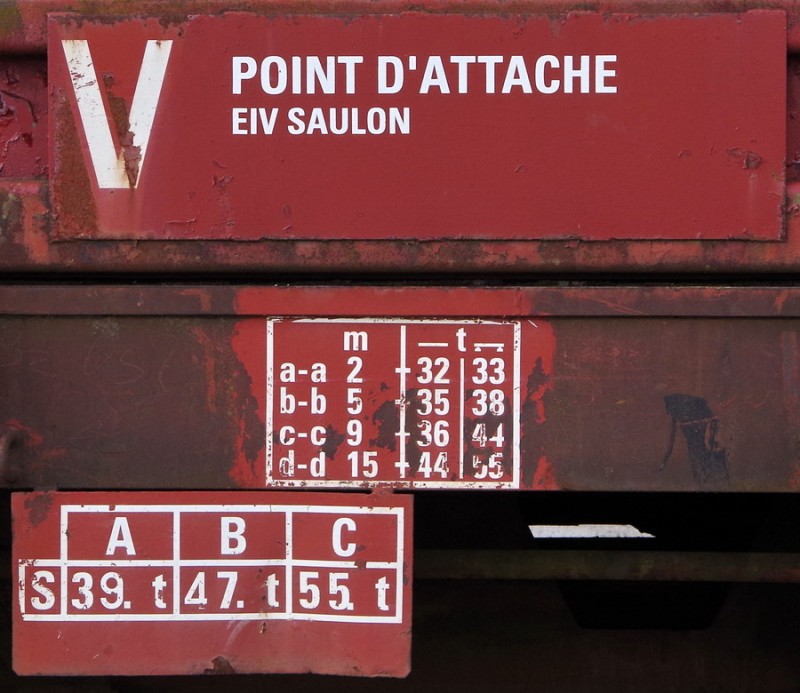 V
POINT D'ATTACHE
EIV SAULON
m — t —
a-a 2 32 33
b-b 5 35 38
c-c 9 36 44
d-d 15 44 55
A B C
S 39. t 47. t 55. t